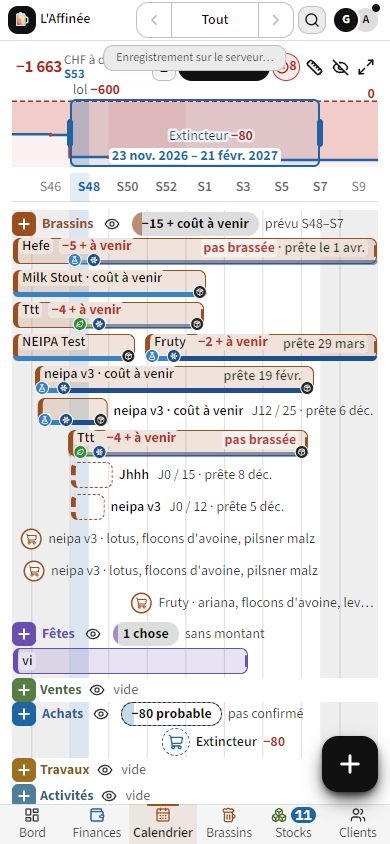 L'Affinée
Tout
G
A
−1 663
CHF à d
S53
Enregistrement sur le serveur…
8
lol −600
0
Extincteur −80
23 nov. 2026 – 21 févr. 2027
S46 S48 S50 S52 S1 S3 S5 S7 S9
Brassins −15 + coût à venir prévu S48–S7
Hefe −5 + à venir pas brassée · prête le 1 avr.
Milk Stout · coût à venir
Ttt −4 + à venir
NEIPA Test Fruty −2 + à venir prête 29 mars
neipa v3 · coût à venir prête 19 févr.
neipa v3 · coût à venir J12 / 25 · prête 6 déc.
Ttt −4 + à venir pas brassée
Jhhh J0 / 15 · prête 8 déc.
neipa v3 J0 / 12 · prête 5 déc.
neipa v3 · lotus, flocons d'avoine, pilsner malz
neipa v3 · lotus, flocons d'avoine, pilsner malz
Fruty · ariana, flocons d'avoine, lev…
Fêtes 1 chose sans montant
vi
Ventes vide
Achats −80 probable pas confirmé
Extincteur −80
Travaux vide
Activités vide
Bord Finances Calendrier Brassins Stocks 11 Clients